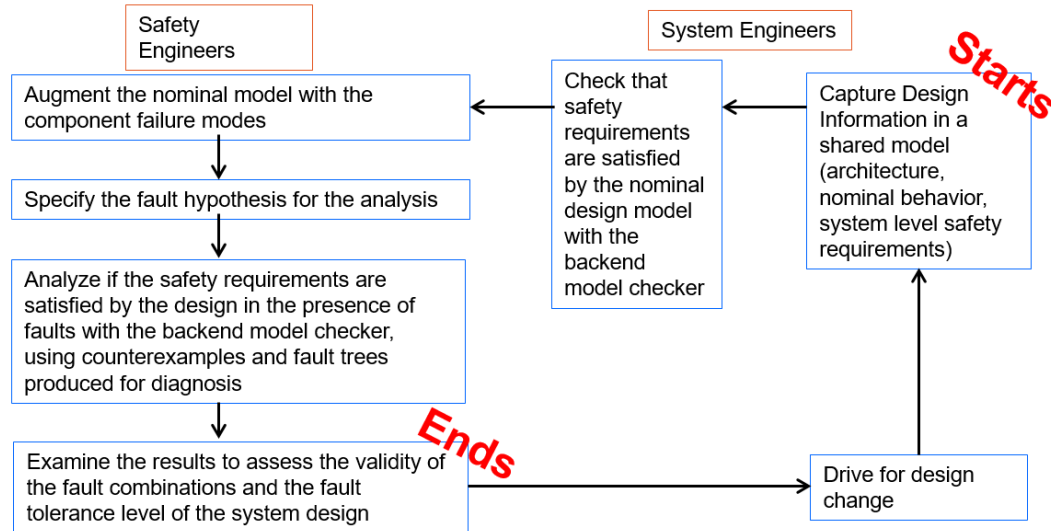 Safety
Engineers
System Engineers
Starts
Augment the nominal model with the
component failure modes
Check that
safety
requirements
are satisfied
by the nominal
design model
with the
backend
model checker
Capture Design
Information in a
shared model
(architecture,
nominal behavior,
system level safety
requirements)
Specify the fault hypothesis for the analysis
Analyze if the safety requirements are
satisfied by the design in the presence of
faults with the backend model checker,
using counterexamples and fault trees
produced for diagnosis
Ends
Examine the results to assess the validity of
the fault combinations and the fault
tolerance level of the system design
Drive for design
change